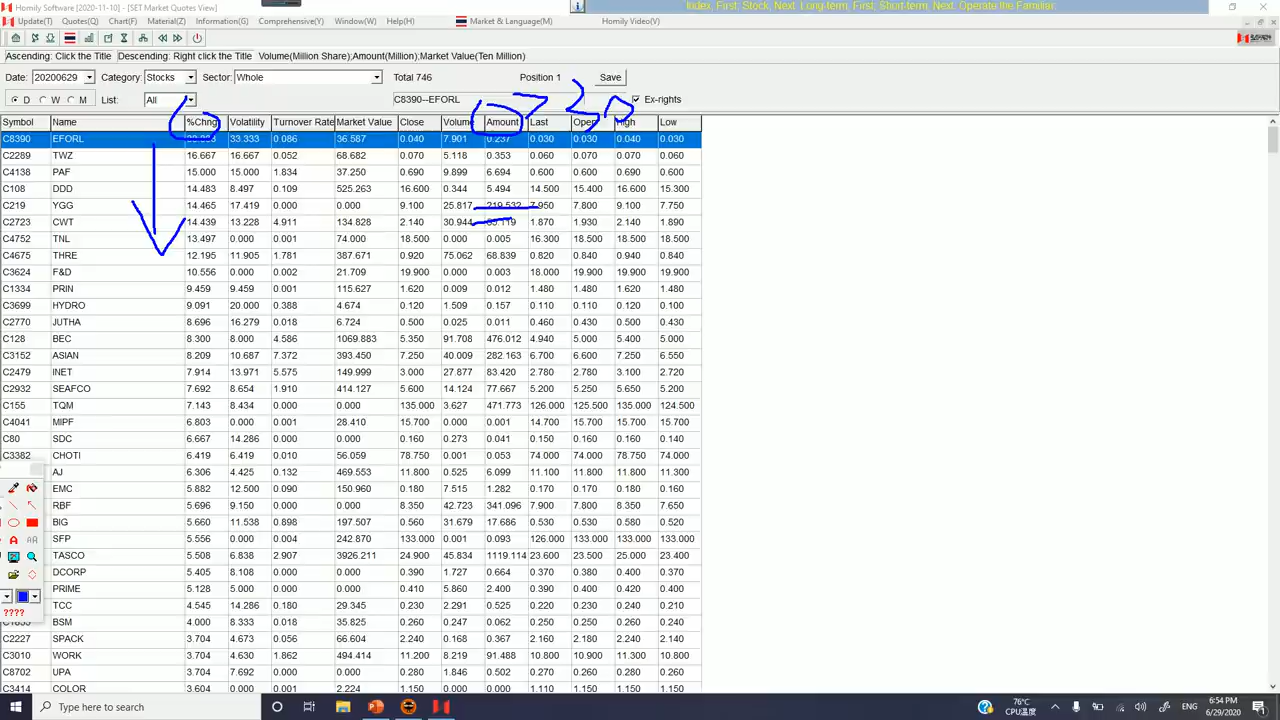 Homily Software [2020-11-10] - [SET Market Quotes View]
Index, First. Stock, Next. Long-term, First. Short-term, Next. Operate the Familiar.
Update(T) Quotes(Q) Chart(F) Material(Z) Information(G) Comprehensive(Y) Window(W) Help(H) Market & Language(M) Homily Video(V)
Ascending: Click the Title Descending: Right click the Title Volume(Million Share);Amount(Million);Market Value(Ten Million)
Date: 20200629 Category: Stocks Sector: Whole Total 746 Position 1 Save
D W M List: All C8390--EFORL Ex-rights
> 30
Symbol Name %Chng Volatility Turnover Rate Market Value Close Volume Amount Last Open High Low
C8390 EFORL 33.333 0.086 36.587 0.040 7.901 0.237 0.030 0.030 0.040 0.030
C2289 TWZ 16.667 16.667 0.052 68.682 0.070 5.118 0.353 0.060 0.070 0.070 0.060
C4138 PAF 15.000 15.000 1.834 37.250 0.690 9.899 6.694 0.600 0.600 0.690 0.600
C108 DDD 14.483 8.497 0.109 525.263 16.600 0.344 5.494 14.500 15.400 16.600 15.300
C219 YGG 14.465 17.419 0.000 0.000 9.100 25.817 219.532 7.950 7.800 9.100 7.750
C2723 CWT 14.439 13.228 4.911 134.828 2.140 30.944 1.870 1.930 2.140 1.890
C4752 TNL 13.497 0.000 0.001 74.000 18.500 0.000 0.005 16.300 18.500 18.500 18.500
C4675 THRE 12.195 11.905 1.781 387.671 0.920 75.062 68.839 0.820 0.840 0.940 0.840
C3624 F&D 10.556 0.000 0.002 21.709 19.900 0.000 0.003 18.000 19.900 19.900 19.900
C1334 PRIN 9.459 9.459 0.001 115.627 1.620 0.009 0.012 1.480 1.480 1.620 1.480
C3699 HYDRO 9.091 20.000 0.388 4.674 0.120 1.509 0.157 0.110 0.110 0.120 0.100
C2770 JUTHA 8.696 16.279 0.018 6.724 0.500 0.025 0.011 0.460 0.430 0.500 0.430
C128 BEC 8.300 8.000 4.586 1069.883 5.350 91.708 476.012 4.940 5.000 5.400 5.000
C3152 ASIAN 8.209 10.687 7.372 393.450 7.250 40.009 282.163 6.700 6.600 7.250 6.550
C2479 INET 7.914 13.971 5.575 149.999 3.000 27.877 83.420 2.780 2.780 3.100 2.720
C2932 SEAFCO 7.692 8.654 1.910 414.127 5.600 14.124 77.667 5.200 5.250 5.650 5.200
C155 TQM 7.143 8.434 0.000 0.000 135.000 3.627 471.773 126.000 125.500 135.000 124.500
C4041 MIPF 6.803 0.000 0.001 28.410 15.700 0.000 0.001 14.700 15.700 15.700 15.700
C80 SDC 6.667 14.286 0.000 0.000 0.160 0.273 0.041 0.150 0.160 0.160 0.140
C3382 CHOTI 6.419 6.419 0.010 56.059 78.750 0.001 0.053 74.000 74.000 78.750 74.000
AJ 6.306 4.425 0.132 469.553 11.800 0.525 6.099 11.100 11.800 11.800 11.300
EMC 5.882 12.500 0.090 150.960 0.180 7.515 1.282 0.170 0.170 0.180 0.160
RBF 5.696 9.150 0.000 0.000 8.350 42.723 341.096 7.900 7.800 8.350 7.650
BIG 5.660 11.538 0.898 197.507 0.560 31.679 17.686 0.530 0.530 0.580 0.520
SFP 5.556 0.000 0.004 242.870 133.000 0.001 0.093 126.000 133.000 133.000 133.000
TASCO 5.508 6.838 2.907 3926.211 24.900 45.834 1119.114 23.600 23.500 25.000 23.400
DCORP 5.405 8.108 0.000 0.000 0.390 1.727 0.664 0.370 0.380 0.400 0.370
PRIME 5.128 5.000 0.000 0.000 0.410 5.860 2.400 0.390 0.400 0.420 0.400
TCC 4.545 14.286 0.180 29.345 0.230 2.291 0.525 0.220 0.230 0.240 0.210
BSM 4.000 8.333 0.018 35.825 0.260 0.247 0.062 0.250 0.250 0.260 0.240
C2227 SPACK 3.704 4.673 0.056 66.604 2.240 0.168 0.367 2.160 2.180 2.240 2.140
C3010 WORK 3.704 4.630 1.862 494.414 11.200 8.219 91.488 10.800 10.900 11.300 10.800
C8702 UPA 3.704 7.692 0.000 0.000 0.280 1.846 0.502 0.270 0.260 0.280 0.260
C3414 COLOR 3.604 0.000 0.001 2.224 1.150 0.000 0.000 1.110 1.150 1.150 1.150
A AA
????
Type here to search
76°C
CPU温度
6:54 PM
6/29/2020